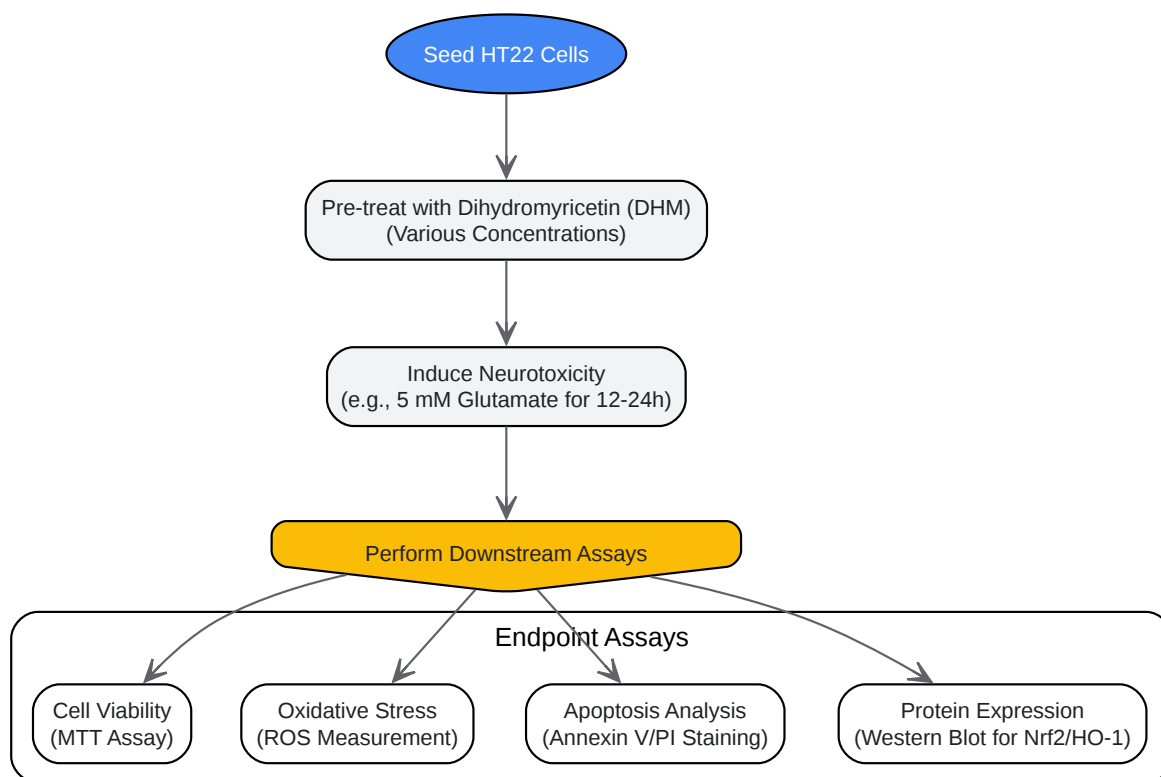 Seed HT22 Cells
Pre-treat with Dihydromyricetin (DHM)
(Various Concentrations)
Induce Neurotoxicity
(e.g., 5 mM Glutamate for 12-24h)
Perform Downstream Assays
Endpoint Assays
Cell Viability
(MTT Assay)
Oxidative Stress
(ROS Measurement)
Apoptosis Analysis
(Annexin V/PI Staining)
Protein Expression
(Western Blot for Nrf2/HO-1)